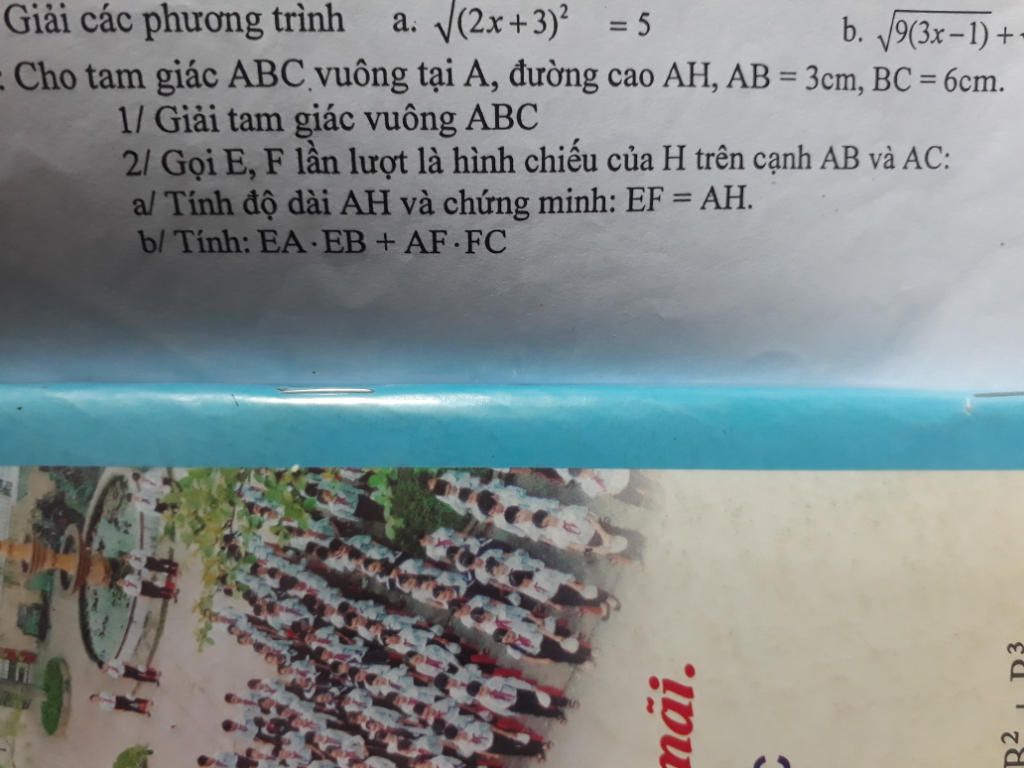 Giải các phương trình a. √(2x+3)² = 5 b. √9(3x−1) +
: Cho tam giác ABC vuông tại A, đường cao AH, AB = 3cm, BC = 6cm.
1/ Giải tam giác vuông ABC
2/ Gọi E, F lần lượt là hình chiếu của H trên cạnh AB và AC:
a/ Tính độ dài AH và chứng minh: EF = AH.
b/ Tính: EA·EB + AF·FC
mãi.